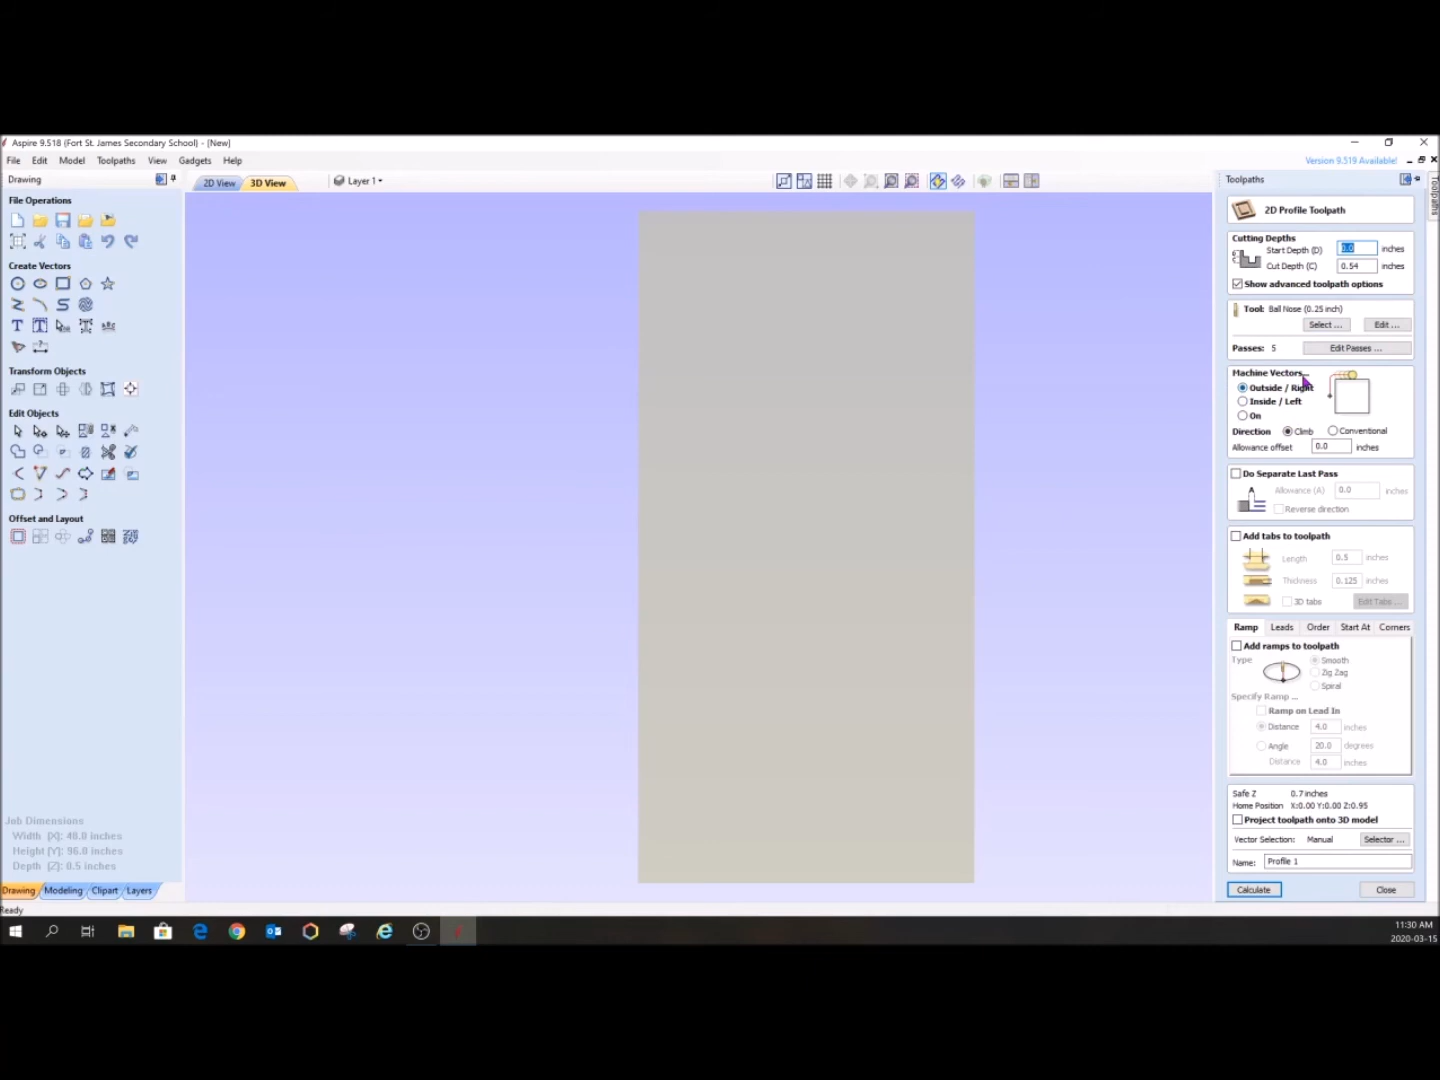 Aspire 9.518 (Fort St. James Secondary School) - [New]
File Edit Model Toolpaths View Gadgets Help
Version 9.519 Available!
Drawing
2D View 3D View Layer 1
Toolpaths
Toolpaths
File Operations
Create Vectors
Transform Objects
Edit Objects
Offset and Layout
Job Dimensions
Width [X]: 48.0 inches
Height [Y]: 96.0 inches
Depth [Z]: 0.5 inches
Drawing Modeling Clipart Layers
Ready
2D Profile Toolpath
Cutting Depths
Start Depth (D) 0.0 inches
Cut Depth (C) 0.54 inches
Show advanced toolpath options
Tool: Ball Nose (0.25 inch)
Select ... Edit ...
Passes: 5 Edit Passes ...
Machine Vectors...
Outside / Right
Inside / Left
On
Direction Climb Conventional
Allowance offset 0.0 inches
Do Separate Last Pass
Allowance (A) 0.0 inches
Reverse direction
Add tabs to toolpath
Length 0.5 inches
Thickness 0.125 inches
3D tabs Edit Tabs ...
Ramp Leads Order Start At Corners
Add ramps to toolpath
Type Smooth
Zig Zag
Spiral
Specify Ramp ...
Ramp on Lead In
Distance 4.0 inches
Angle 20.0 degrees
Distance 4.0 inches
Safe Z 0.7 inches
Home Position X:0.00 Y:0.00 Z:0.95
Project toolpath onto 3D model
Vector Selection: Manual Selector ...
Name: Profile 1
Calculate Close
11:30 AM
2020-03-15